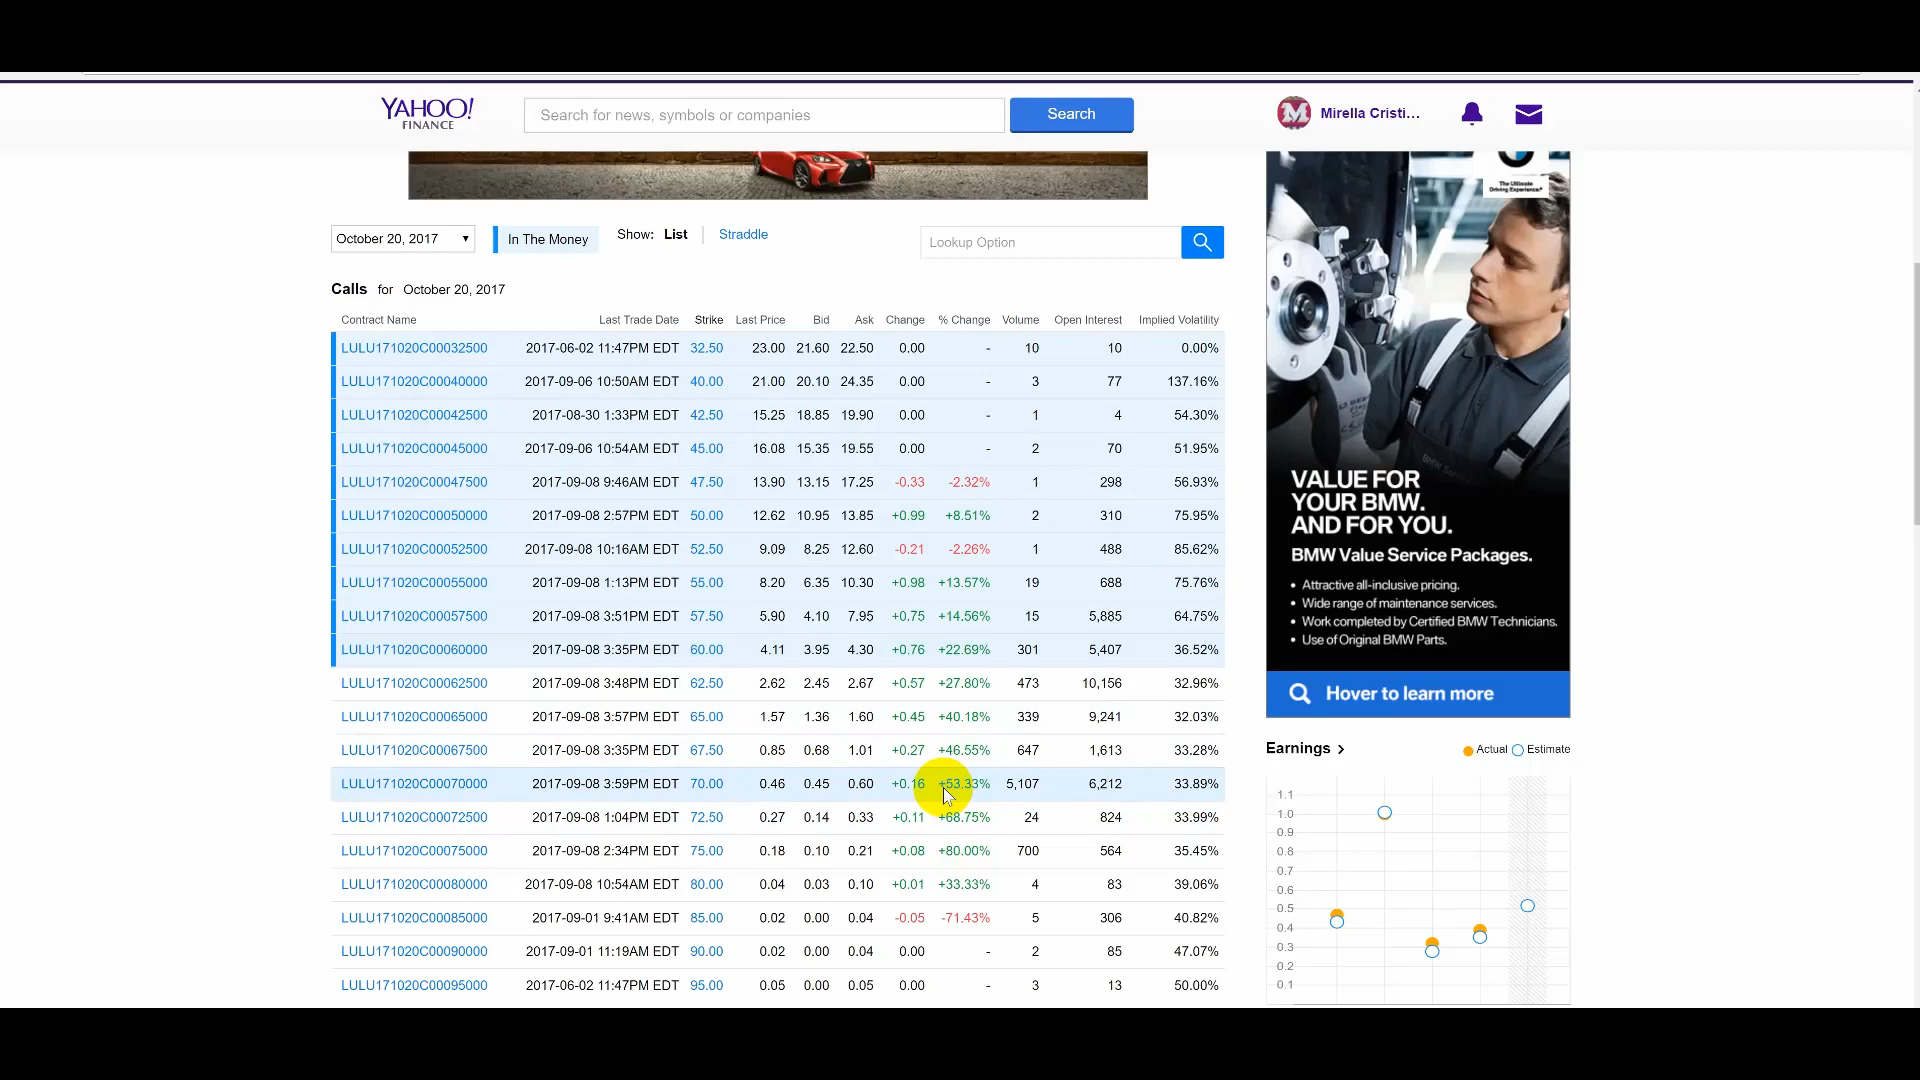 YAHOO!
FINANCE
Search for news, symbols or companies
Search
M
Mirella Cristi...
The Ultimate
Driving Experience.®
October 20, 2017
In The Money
Show: List Straddle
Lookup Option
Calls for October 20, 2017
Contract Name Last Trade Date Strike Last Price Bid Ask Change % Change Volume Open Interest Implied Volatility
LULU171020C00032500 2017-06-02 11:47PM EDT 32.50 23.00 21.60 22.50 0.00 - 10 10 0.00%
LULU171020C00040000 2017-09-06 10:50AM EDT 40.00 21.00 20.10 24.35 0.00 - 3 77 137.16%
LULU171020C00042500 2017-08-30 1:33PM EDT 42.50 15.25 18.85 19.90 0.00 - 1 4 54.30%
LULU171020C00045000 2017-09-06 10:54AM EDT 45.00 16.08 15.35 19.55 0.00 - 2 70 51.95%
LULU171020C00047500 2017-09-08 9:46AM EDT 47.50 13.90 13.15 17.25 -0.33 -2.32% 1 298 56.93%
LULU171020C00050000 2017-09-08 2:57PM EDT 50.00 12.62 10.95 13.85 +0.99 +8.51% 2 310 75.95%
LULU171020C00052500 2017-09-08 10:16AM EDT 52.50 9.09 8.25 12.60 -0.21 -2.26% 1 488 85.62%
LULU171020C00055000 2017-09-08 1:13PM EDT 55.00 8.20 6.35 10.30 +0.98 +13.57% 19 688 75.76%
LULU171020C00057500 2017-09-08 3:51PM EDT 57.50 5.90 4.10 7.95 +0.75 +14.56% 15 5,885 64.75%
LULU171020C00060000 2017-09-08 3:35PM EDT 60.00 4.11 3.95 4.30 +0.76 +22.69% 301 5,407 36.52%
LULU171020C00062500 2017-09-08 3:48PM EDT 62.50 2.62 2.45 2.67 +0.57 +27.80% 473 10,156 32.96%
LULU171020C00065000 2017-09-08 3:57PM EDT 65.00 1.57 1.36 1.60 +0.45 +40.18% 339 9,241 32.03%
LULU171020C00067500 2017-09-08 3:35PM EDT 67.50 0.85 0.68 1.01 +0.27 +46.55% 647 1,613 33.28%
LULU171020C00070000 2017-09-08 3:59PM EDT 70.00 0.46 0.45 0.60 +0.16 +53.33% 5,107 6,212 33.89%
LULU171020C00072500 2017-09-08 1:04PM EDT 72.50 0.27 0.14 0.33 +0.11 +68.75% 24 824 33.99%
LULU171020C00075000 2017-09-08 2:34PM EDT 75.00 0.18 0.10 0.21 +0.08 +80.00% 700 564 35.45%
LULU171020C00080000 2017-09-08 10:54AM EDT 80.00 0.04 0.03 0.10 +0.01 +33.33% 4 83 39.06%
LULU171020C00085000 2017-09-01 9:41AM EDT 85.00 0.02 0.00 0.04 -0.05 -71.43% 5 306 40.82%
LULU171020C00090000 2017-09-01 11:19AM EDT 90.00 0.02 0.00 0.04 0.00 - 2 85 47.07%
LULU171020C00095000 2017-06-02 11:47PM EDT 95.00 0.05 0.00 0.05 0.00 - 3 13 50.00%
VALUE FOR
YOUR BMW.
AND FOR YOU.
BMW Value Service Packages.
• Attractive all-inclusive pricing.
• Wide range of maintenance services.
• Work completed by Certified BMW Technicians.
• Use of Original BMW Parts.
Hover to learn more
Earnings
Actual Estimate
1.1
1.0
0.9
0.8
0.7
0.6
0.5
0.4
0.3
0.2
0.1